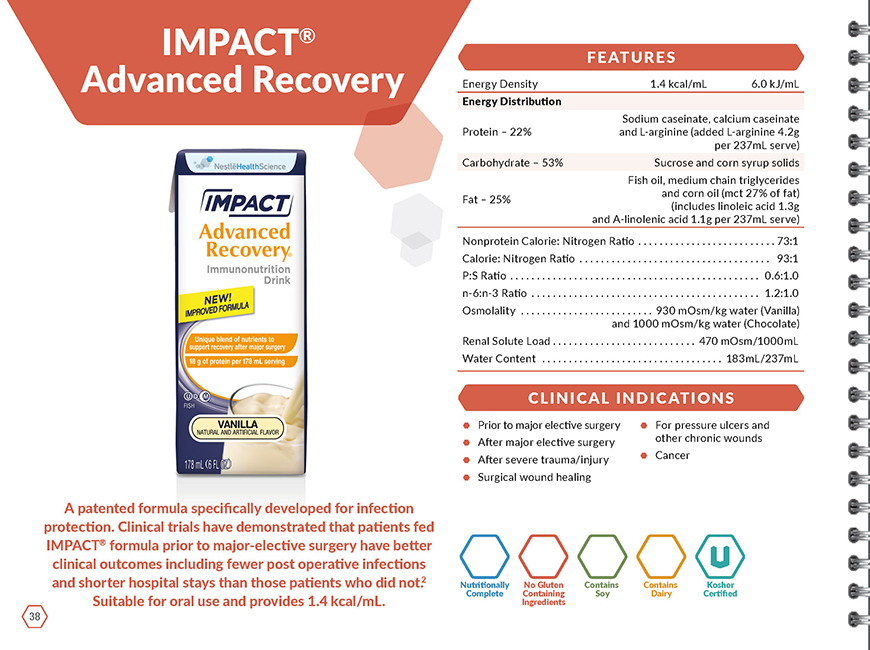 IMPACT®
Advanced Recovery
NestléHealthScience
IMPACT
Advanced
Recovery®
Immunonutrition
Drink
NEW!
IMPROVED FORMULA
Unique blend of nutrients to
support recovery after major surgery
18 g of protein per 178 mL serving
U D M
FISH
VANILLA
NATURAL AND ARTIFICIAL FLAVOR
178 mL (6 FL OZ)
A patented formula specifically developed for infection
protection. Clinical trials have demonstrated that patients fed
IMPACT® formula prior to major-elective surgery have better
clinical outcomes including fewer post operative infections
and shorter hospital stays than those patients who did not.2
Suitable for oral use and provides 1.4 kcal/mL.
38
FEATURES
Energy Density 1.4 kcal/mL 6.0 kJ/mL
Energy Distribution
Protein – 22% Sodium caseinate, calcium caseinate
and L-arginine (added L-arginine 4.2g
per 237mL serve)
Carbohydrate – 53% Sucrose and corn syrup solids
Fat – 25% Fish oil, medium chain triglycerides
and corn oil (mct 27% of fat)
(includes linoleic acid 1.3g
and A-linolenic acid 1.1g per 237mL serve)
Nonprotein Calorie: Nitrogen Ratio . . . . . . . . . . . . . . . . . . . . . . . . . 73:1
Calorie: Nitrogen Ratio . . . . . . . . . . . . . . . . . . . . . . . . . . . . . . . . . . . 93:1
P:S Ratio . . . . . . . . . . . . . . . . . . . . . . . . . . . . . . . . . . . . . . . . . . . . . 0.6:1.0
n-6:n-3 Ratio . . . . . . . . . . . . . . . . . . . . . . . . . . . . . . . . . . . . . . . . . . 1.2:1.0
Osmolality . . . . . . . . . . . . . . . . . . . . . . . . 930 mOsm/kg water (Vanilla)
and 1000 mOsm/kg water (Chocolate)
Renal Solute Load . . . . . . . . . . . . . . . . . . . . . . . . . . 470 mOsm/1000mL
Water Content . . . . . . . . . . . . . . . . . . . . . . . . . . . . . . . . . 183mL/237mL
CLINICAL INDICATIONS
Prior to major elective surgery
After major elective surgery
After severe trauma/injury
Surgical wound healing
For pressure ulcers and
other chronic wounds
Cancer
Nutritionally
Complete
No Gluten
Containing
Ingredients
Contains
Soy
Contains
Dairy
U
Kosher
Certified